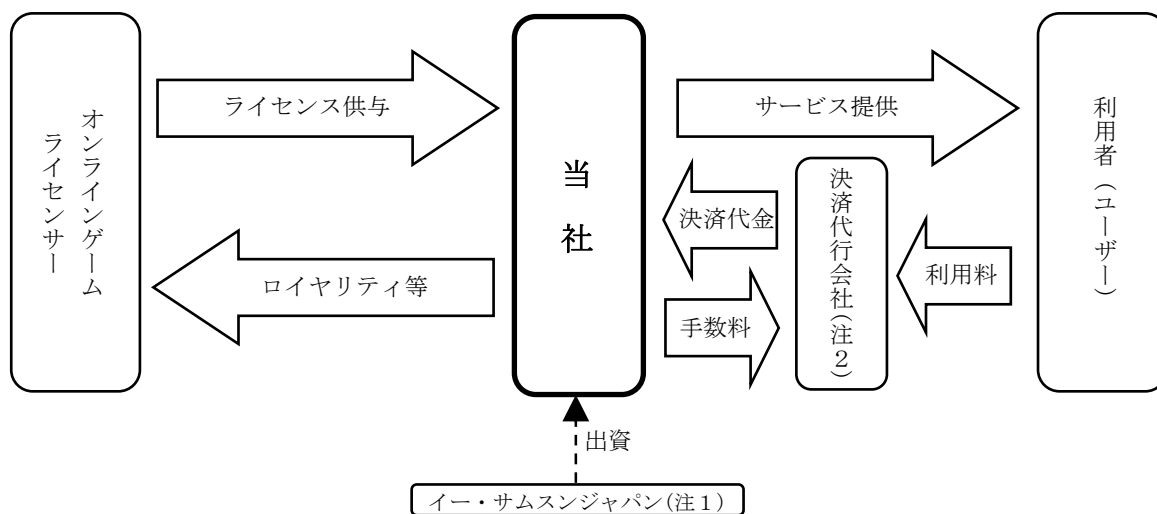 オンラインゲーム
ライセンサー
ライセンス供与
ロイヤリティ等
当社
サービス提供
決済代金
手数料
決済代行会社(注２)
利用料
利用者(ユーザー)
出資
イー・サムスンジャパン(注１)